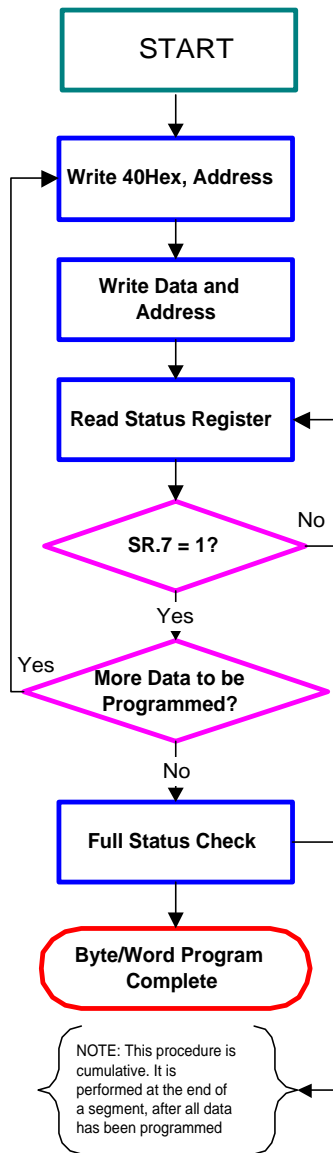 START
Write 40Hex, Address
Write Data and
Address
Read Status Register
SR.7 = 1?
No
Yes
Yes
More Data to be
Programmed?
No
Full Status Check
Byte/Word Program
Complete
NOTE: This procedure is
cumulative. It is
performed at the end of
a segment, after all data
has been programmed